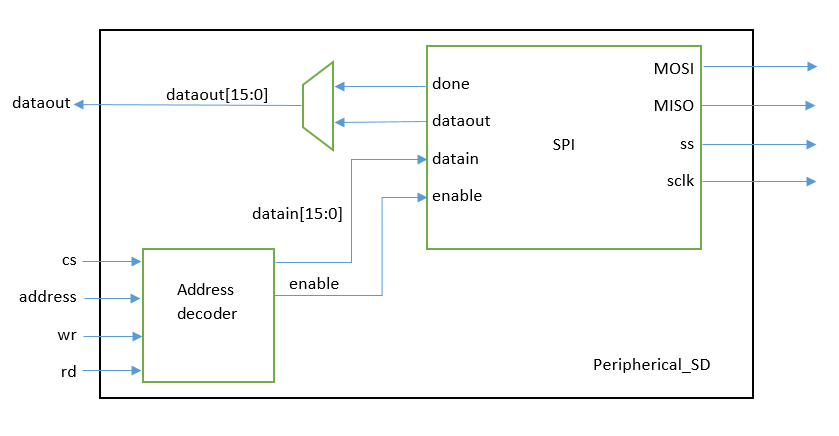 MOSI
done
dataout[15:0]
dataout
MISO
dataout
SPI
ss
datain
sclk
enable
datain[15:0]
cs
enable
Address
decoder
address
wr
rd
Peripherical_SD